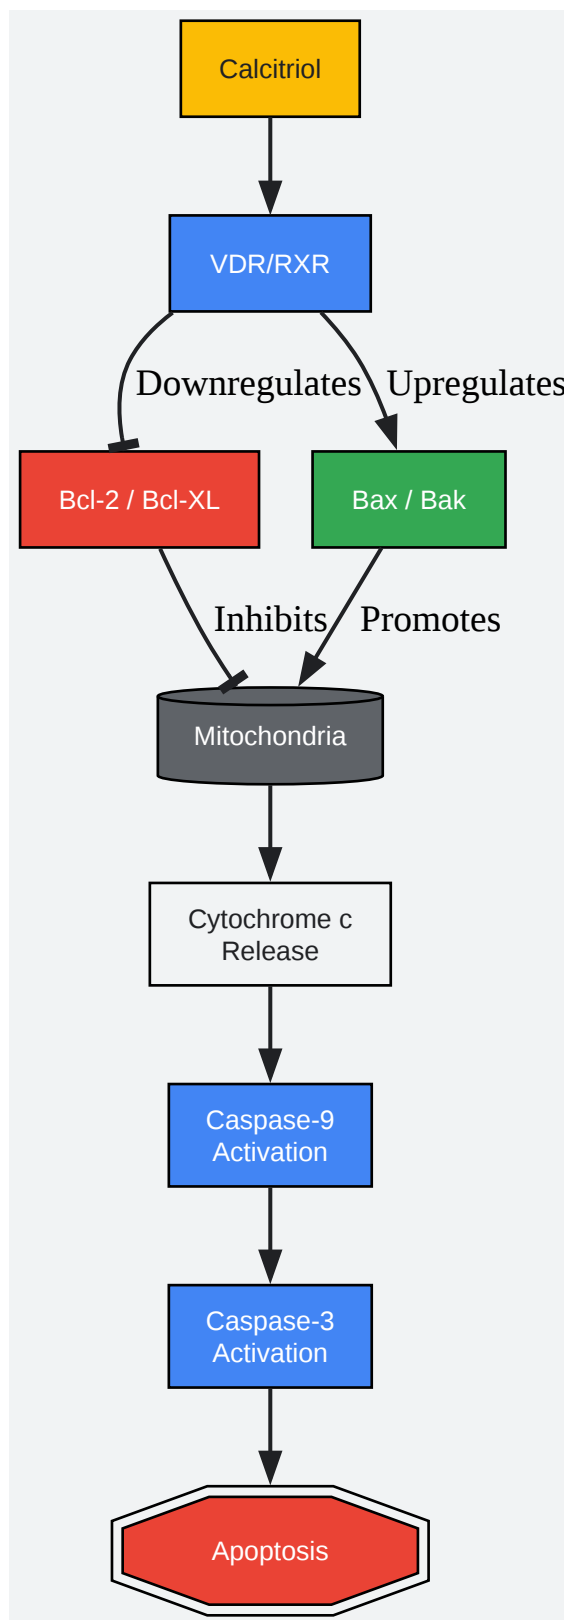 Calcitriol
VDR/RXR
Downregulates
Upregulates
Bcl-2 / Bcl-XL
Bax / Bak
Inhibits
Promotes
Mitochondria
Cytochrome c
Release
Caspase-9
Activation
Caspase-3
Activation
Apoptosis